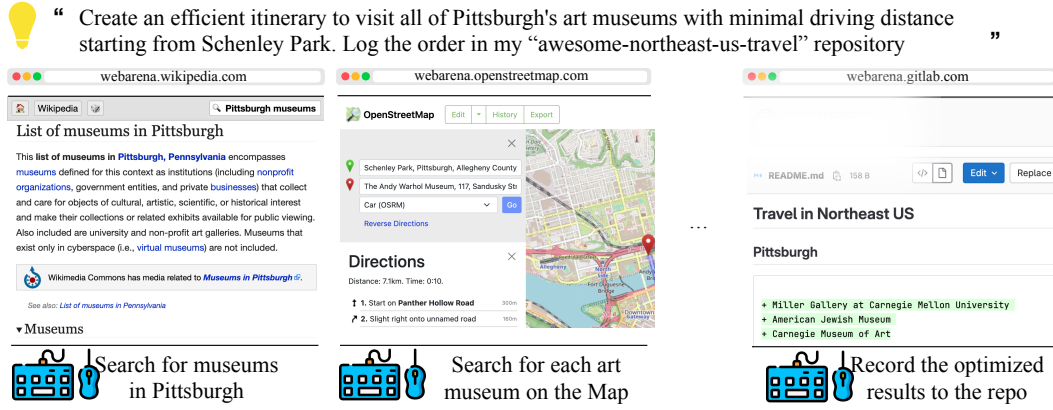 “ Create an efficient itinerary to visit all of Pittsburgh's art museums with minimal driving distance
starting from Schenley Park. Log the order in my “awesome-northeast-us-travel” repository ”
webarena.wikipedia.com
Wikipedia
Pittsburgh museums
List of museums in Pittsburgh
This list of museums in Pittsburgh, Pennsylvania encompasses
museums defined for this context as institutions (including nonprofit
organizations, government entities, and private businesses) that collect
and care for objects of cultural, artistic, scientific, or historical interest
and make their collections or related exhibits available for public viewing.
Also included are university and non-profit art galleries. Museums that
exist only in cyberspace (i.e., virtual museums) are not included.
Wikimedia Commons has media related to Museums in Pittsburgh.
See also: List of museums in Pennsylvania
▾Museums
Search for museums
in Pittsburgh
webarena.openstreetmap.com
OpenStreetMap
Edit
History
Export
Schenley Park, Pittsburgh, Allegheny County
The Andy Warhol Museum, 117, Sandusky Str
Car (OSRM)
Go
Reverse Directions
Directions
Distance: 7.1km. Time: 0:10.
1. Start on Panther Hollow Road 300m
2. Slight right onto unnamed road 160m
Allegheny
North
Side
Fort Duquesne
Bridge
Andy
Downtown
Gateway
Search for each art
museum on the Map
...
webarena.gitlab.com
README.md 158 B
Edit
Replace
Travel in Northeast US
Pittsburgh
+ Miller Gallery at Carnegie Mellon University
+ American Jewish Museum
+ Carnegie Museum of Art
Record the optimized
results to the repo